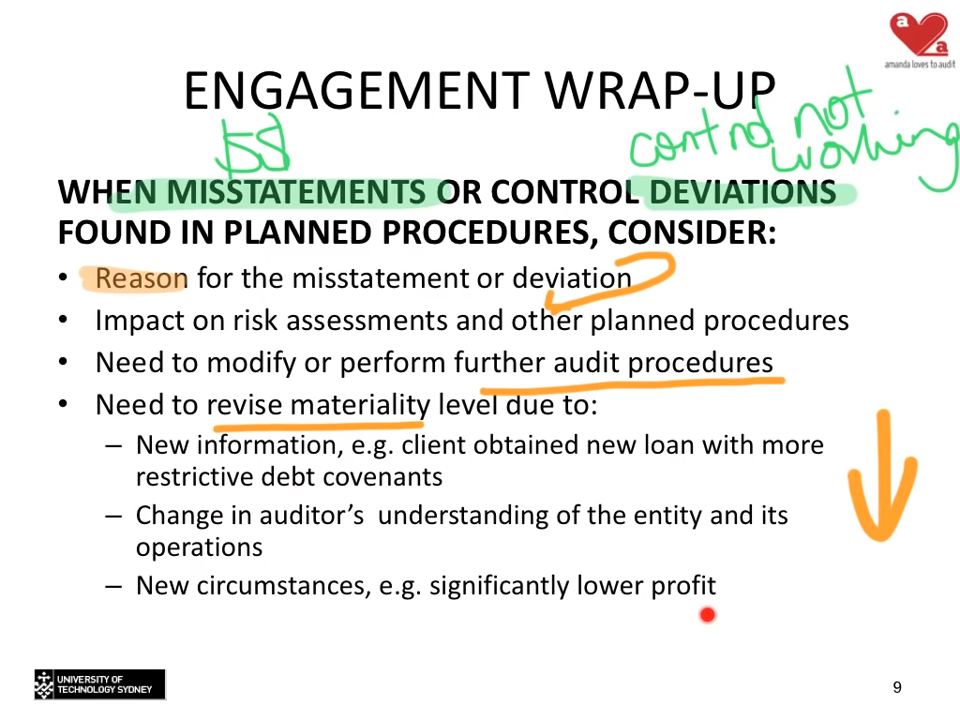 a
a
amanda loves to audit
ENGAGEMENT WRAP-UP
control not
working
WHEN MISSTATEMENTS OR CONTROL DEVIATIONS
FOUND IN PLANNED PROCEDURES, CONSIDER:
• Reason for the misstatement or deviation
• Impact on risk assessments and other planned procedures
• Need to modify or perform further audit procedures
• Need to revise materiality level due to:
– New information, e.g. client obtained new loan with more
restrictive debt covenants
– Change in auditor’s understanding of the entity and its
operations
– New circumstances, e.g. significantly lower profit
UNIVERSITY OF
TECHNOLOGY SYDNEY
9